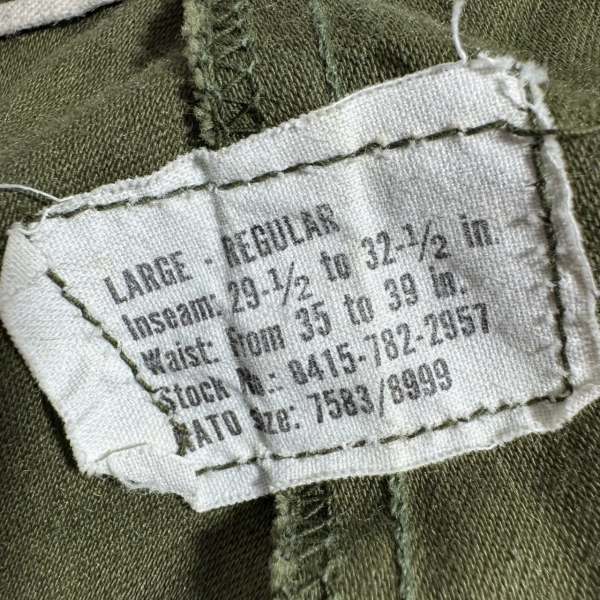 LARGE - REGULAR
Inseam: 29-1/2 to 32-1/2 in.
Waist: From 35 to 39 in.
Stock No.: 8415-782-2957
NATO Size: 7583/8999